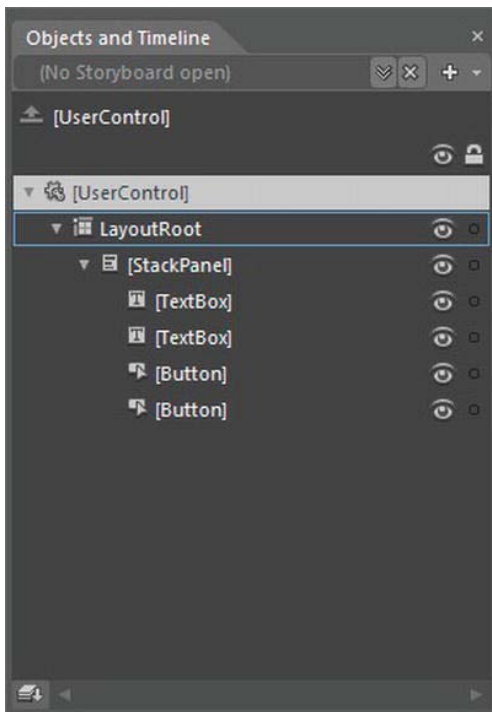 Objects and Timeline
(No Storyboard open)
[UserControl]
[UserControl]
LayoutRoot
[StackPanel]
[TextBox]
[TextBox]
[Button]
[Button]